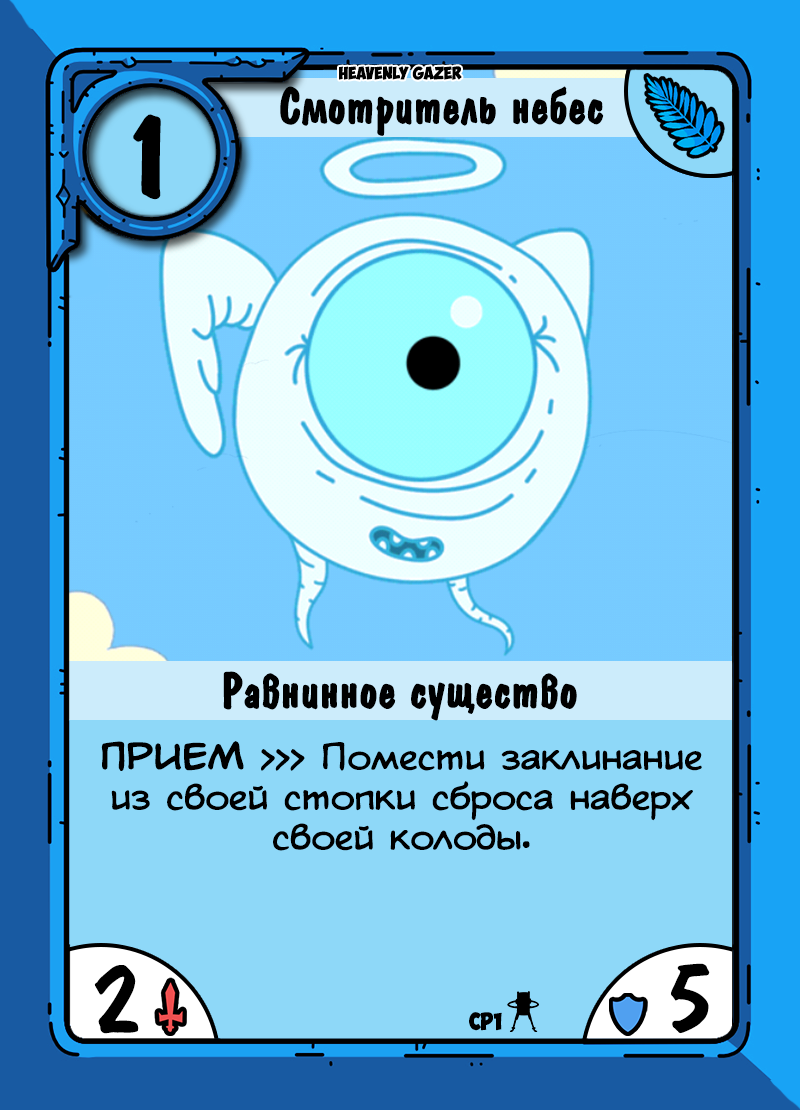 HEAVENLY GAZER
Смотритель небес
1
Равнинное существо
ПРИЕМ >>> Помести заклинание
из своей стопки сброса наверх
своей колоды.
2
CP1
5